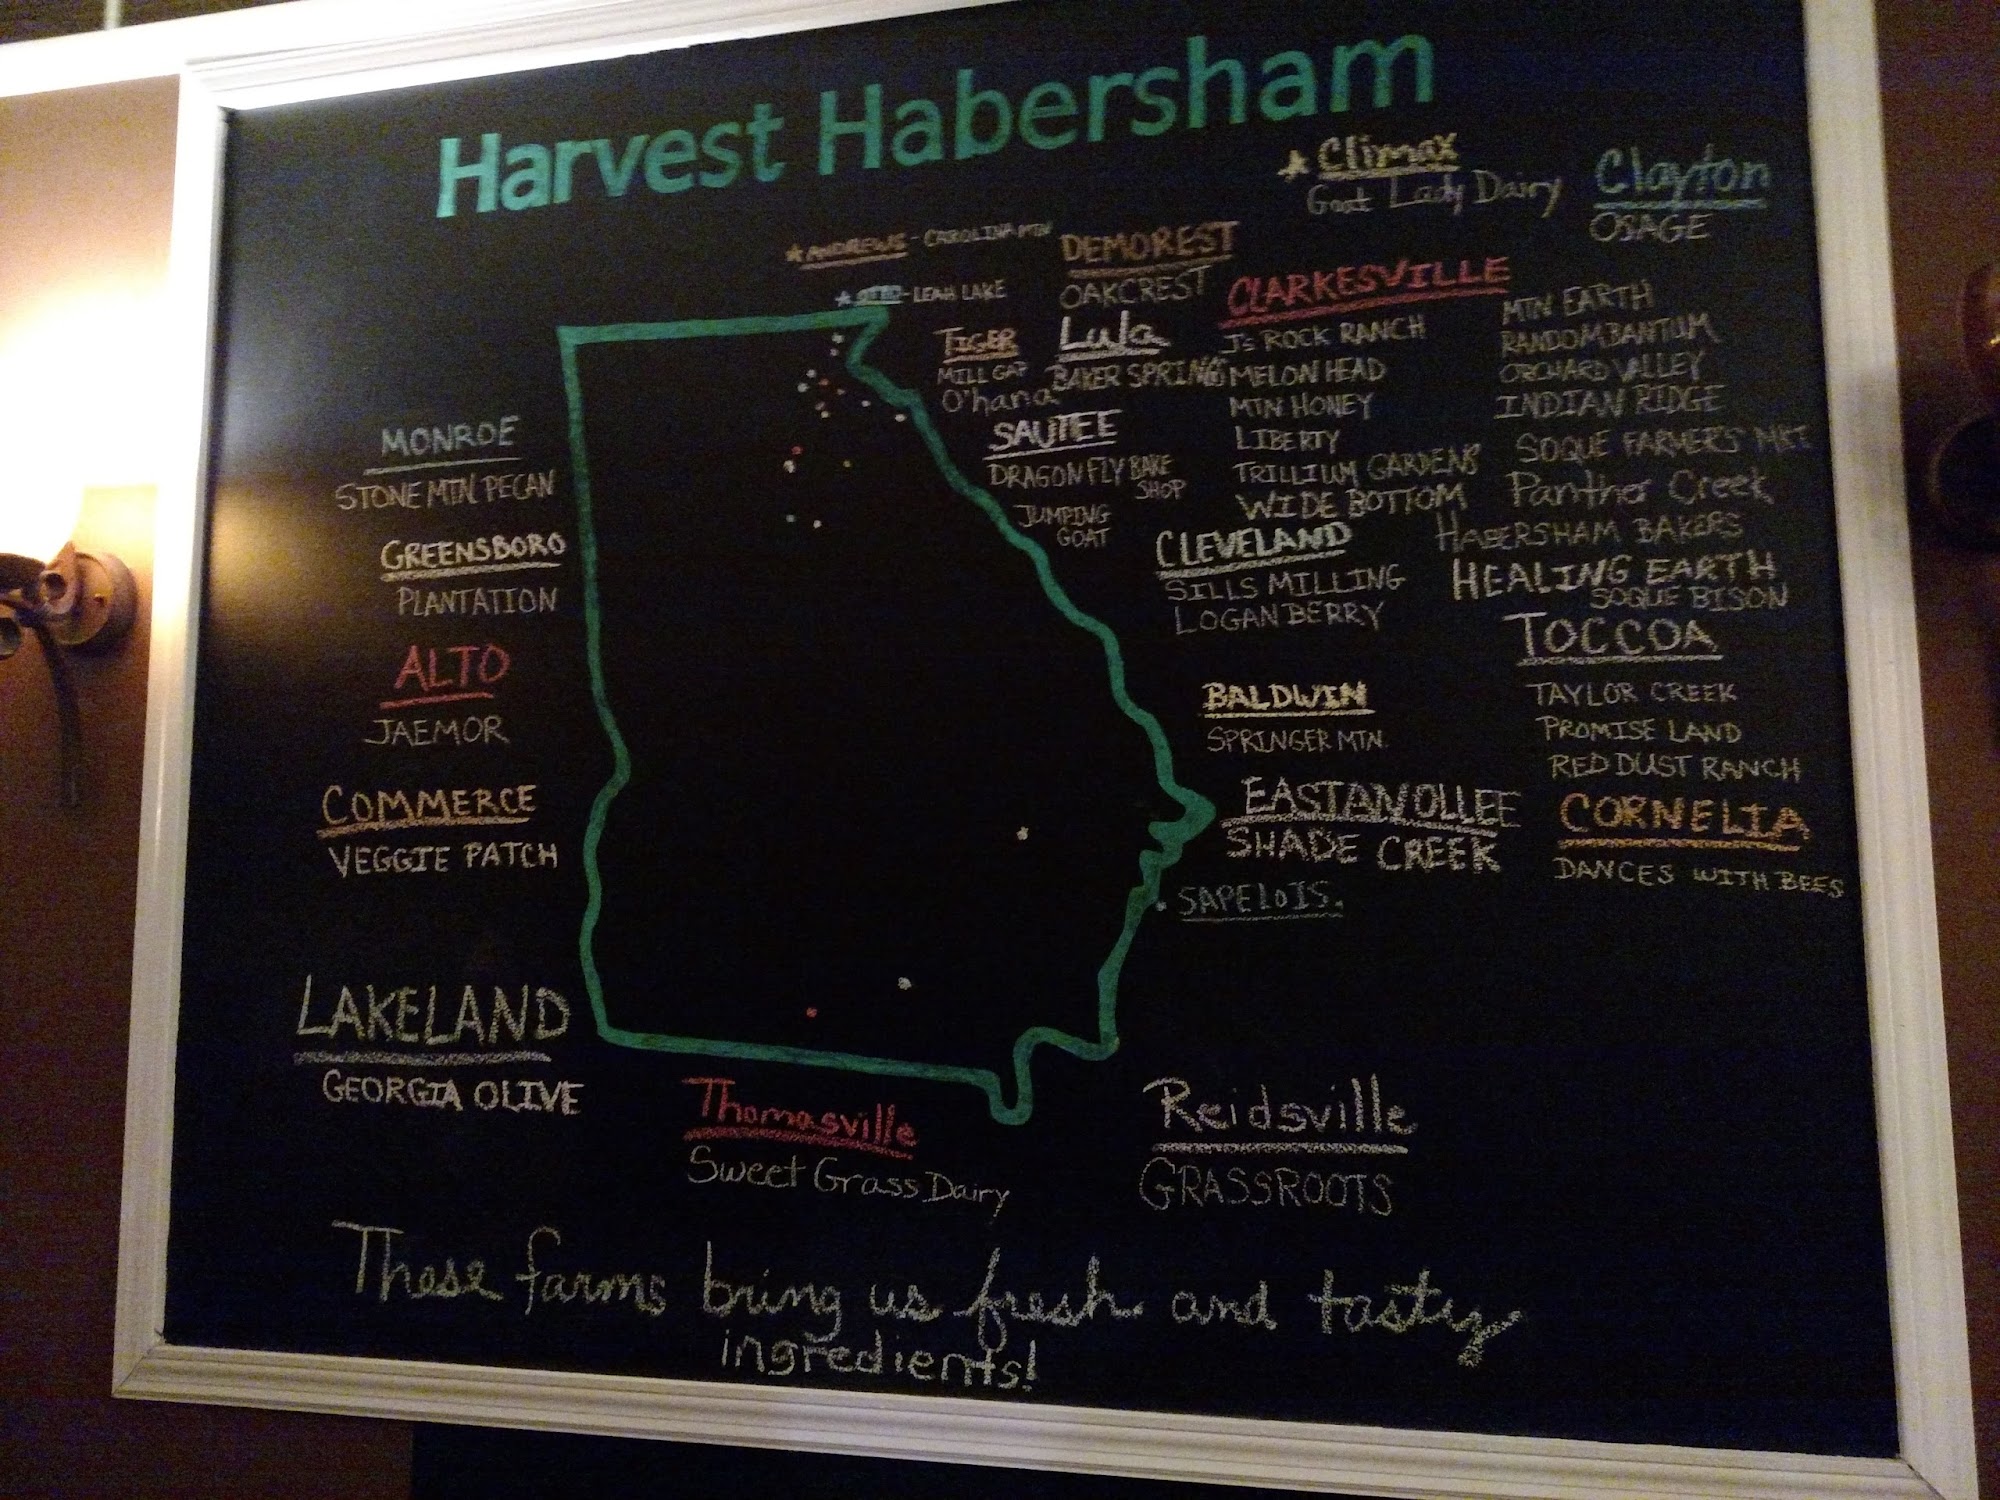 Harvest Habersham
★ Climax
Goat Lady Dairy
Clayton
OSAGE
★ ANDREWS - CAROLINA MTN
★ OTTO - LEAH LAKE
DEMOREST
OAKCREST
TIGER
MILL GAP
O'hana
Lula
BAKER SPRING
SAUTEE
DRAGONFLY BAKE
SHOP
JUMPING
GOAT
CLARKESVILLE
J's ROCK RANCH
MELON HEAD
MTN HONEY
LIBERTY
TRILLIUM GARDENS
WIDE BOTTOM
MTN EARTH
RANDOM BANTUM
ORCHARD VALLEY
INDIAN RIDGE
SOQUE FARMER'S MKT
Panther Creek
HABERSHAM BAKERS
HEALING EARTH
SOQUE BISON
CLEVELAND
SILLS MILLING
LOGANBERRY
TOCCOA
TAYLOR CREEK
PROMISE LAND
RED DUST RANCH
BALDWIN
SPRINGER MTN.
EASTANOLLEE
SHADE CREEK
CORNELIA
DANCES WITH BEES
SAPELO IS.
MONROE
STONE MTN PECAN
GREENSBORO
PLANTATION
ALTO
JAEMOR
COMMERCE
VEGGIE PATCH
LAKELAND
GEORGIA OLIVE
Thomasville
Sweet Grass Dairy
Reidsville
GRASSROOTS
These farms bring us fresh and tasty
ingredients!